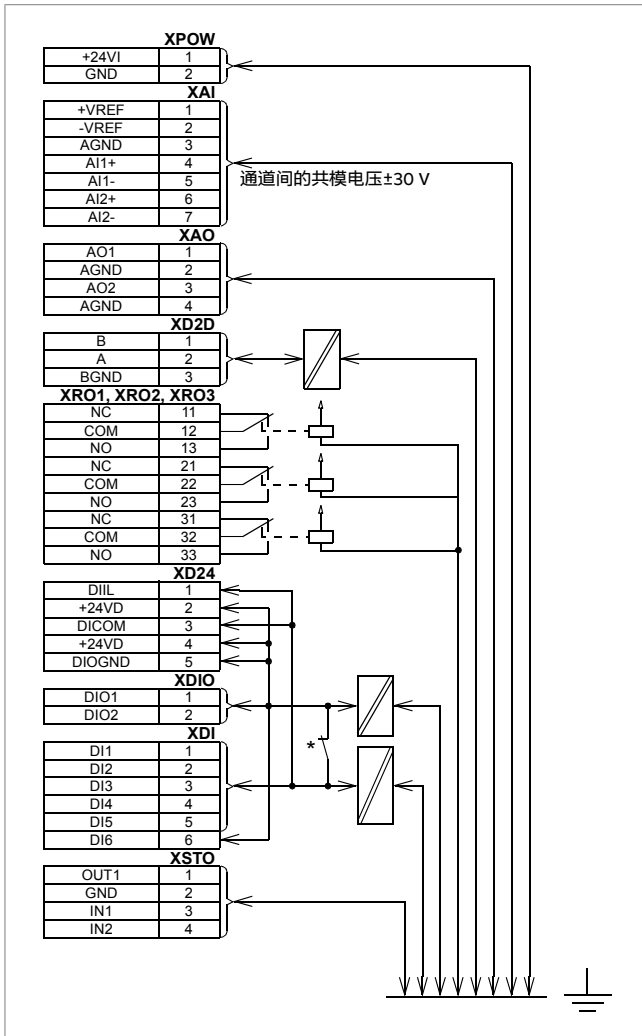 XPOW
+24VI 1
GND 2
XAI
+VREF 1
-VREF 2
AGND 3
AI1+ 4
AI1- 5
AI2+ 6
AI2- 7
通道间的共模电压±30 V
XAO
AO1 1
AGND 2
AO2 3
AGND 4
XD2D
B 1
A 2
BGND 3
XRO1, XRO2, XRO3
NC 11
COM 12
NO 13
NC 21
COM 22
NO 23
NC 31
COM 32
NO 33
XD24
DIIL 1
+24VD 2
DICOM 3
+24VD 4
DIOGND 5
XDIO
DIO1 1
DIO2 2
XDI
DI1 1
DI2 2
DI3 3
DI4 4
DI5 5
DI6 6
*
XSTO
OUT1 1
GND 2
IN1 3
IN2 4